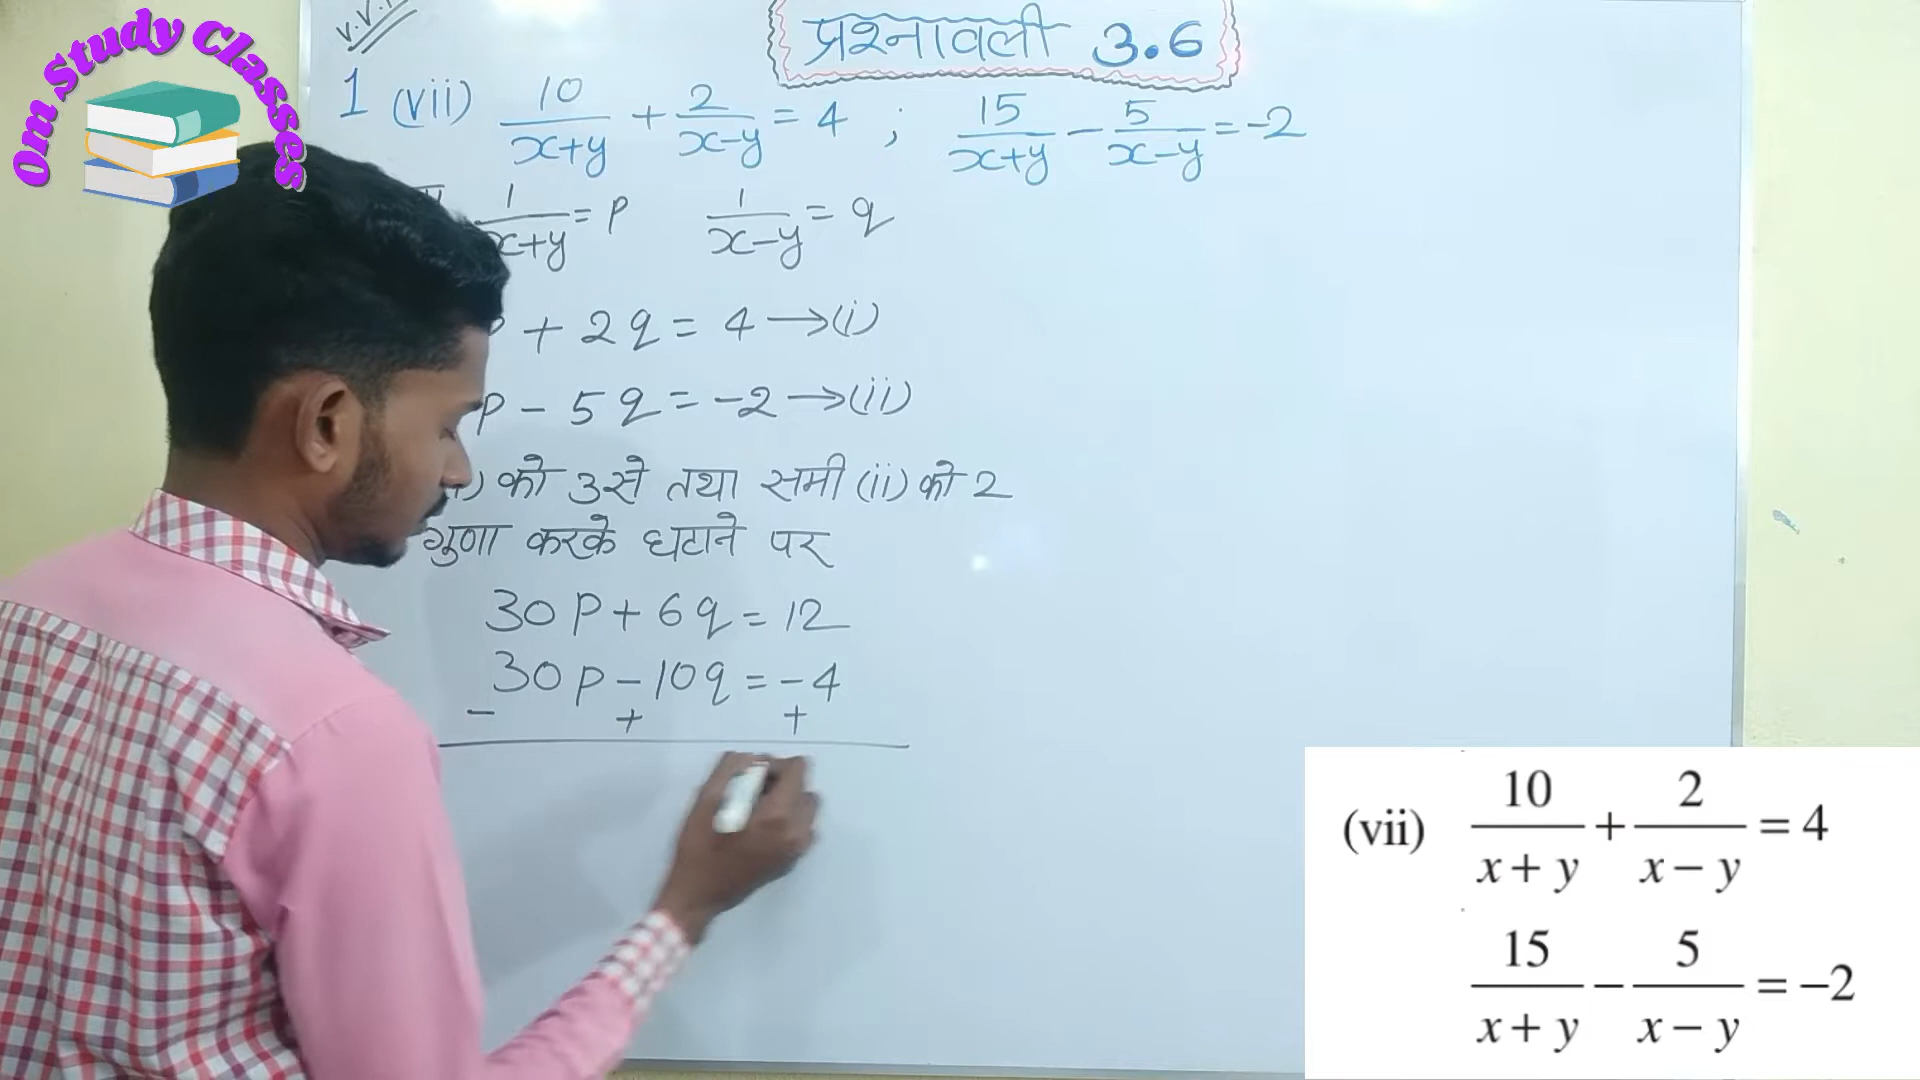 Om Study Classes
प्रश्नावली 3.6
1 (vii) 10/x+y + 2/x-y = 4 ; 15/x+y - 5/x-y = -2
1/x+y = p 1/x-y = q
+ 2q = 4 → (i)
p - 5q = -2 → (ii)
को 3 से तथा समी (ii) को 2
गुणा करके घटाने पर
30p + 6q = 12
30p - 10q = -4
- + +
(vii) 10/x + y + 2/x - y = 4
15/x + y - 5/x - y = -2